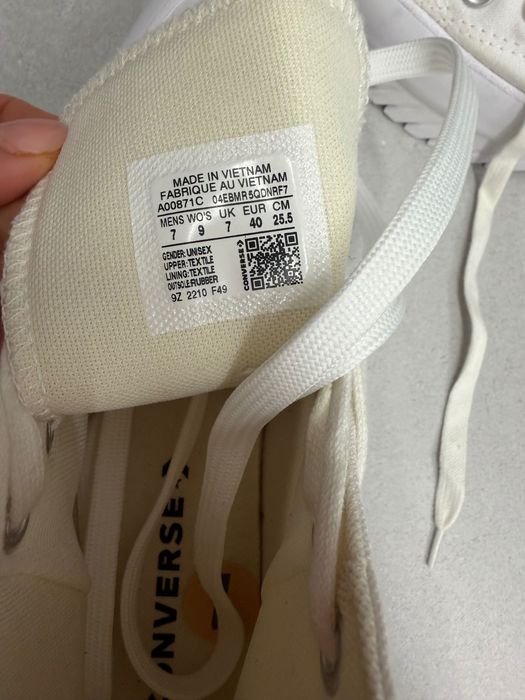 MADE IN VIETNAM
FABRIQUE AU VIETNAM
A00871C 04EBMR5QDNRF7
MENS WO'S UK EUR CM
7 9 7 40 25.5
GENDER: UNISEX
UPPER: TEXTILE
LINING: TEXTILE
OUTSOLE: RUBBER
9Z 2210 F49
CONVERSE
CONVERSE